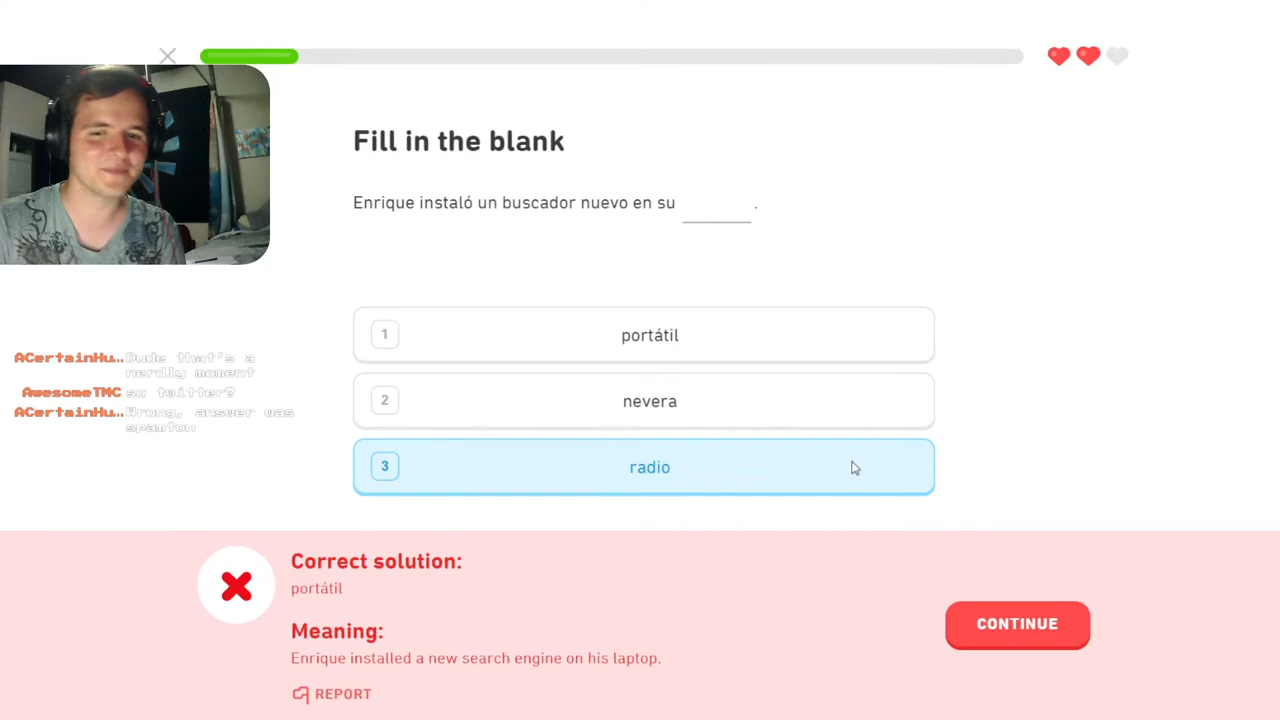 Fill in the blank
Enrique instaló un buscador nuevo en su ______ .
1 portátil
2 nevera
3 radio
ACertainHu… Dude that's a
nerdly moment
AwesomeTMC so twitter?
ACertainHu… Wrong, answer was
spamton
Correct solution:
portátil
Meaning:
Enrique installed a new search engine on his laptop.
REPORT
CONTINUE